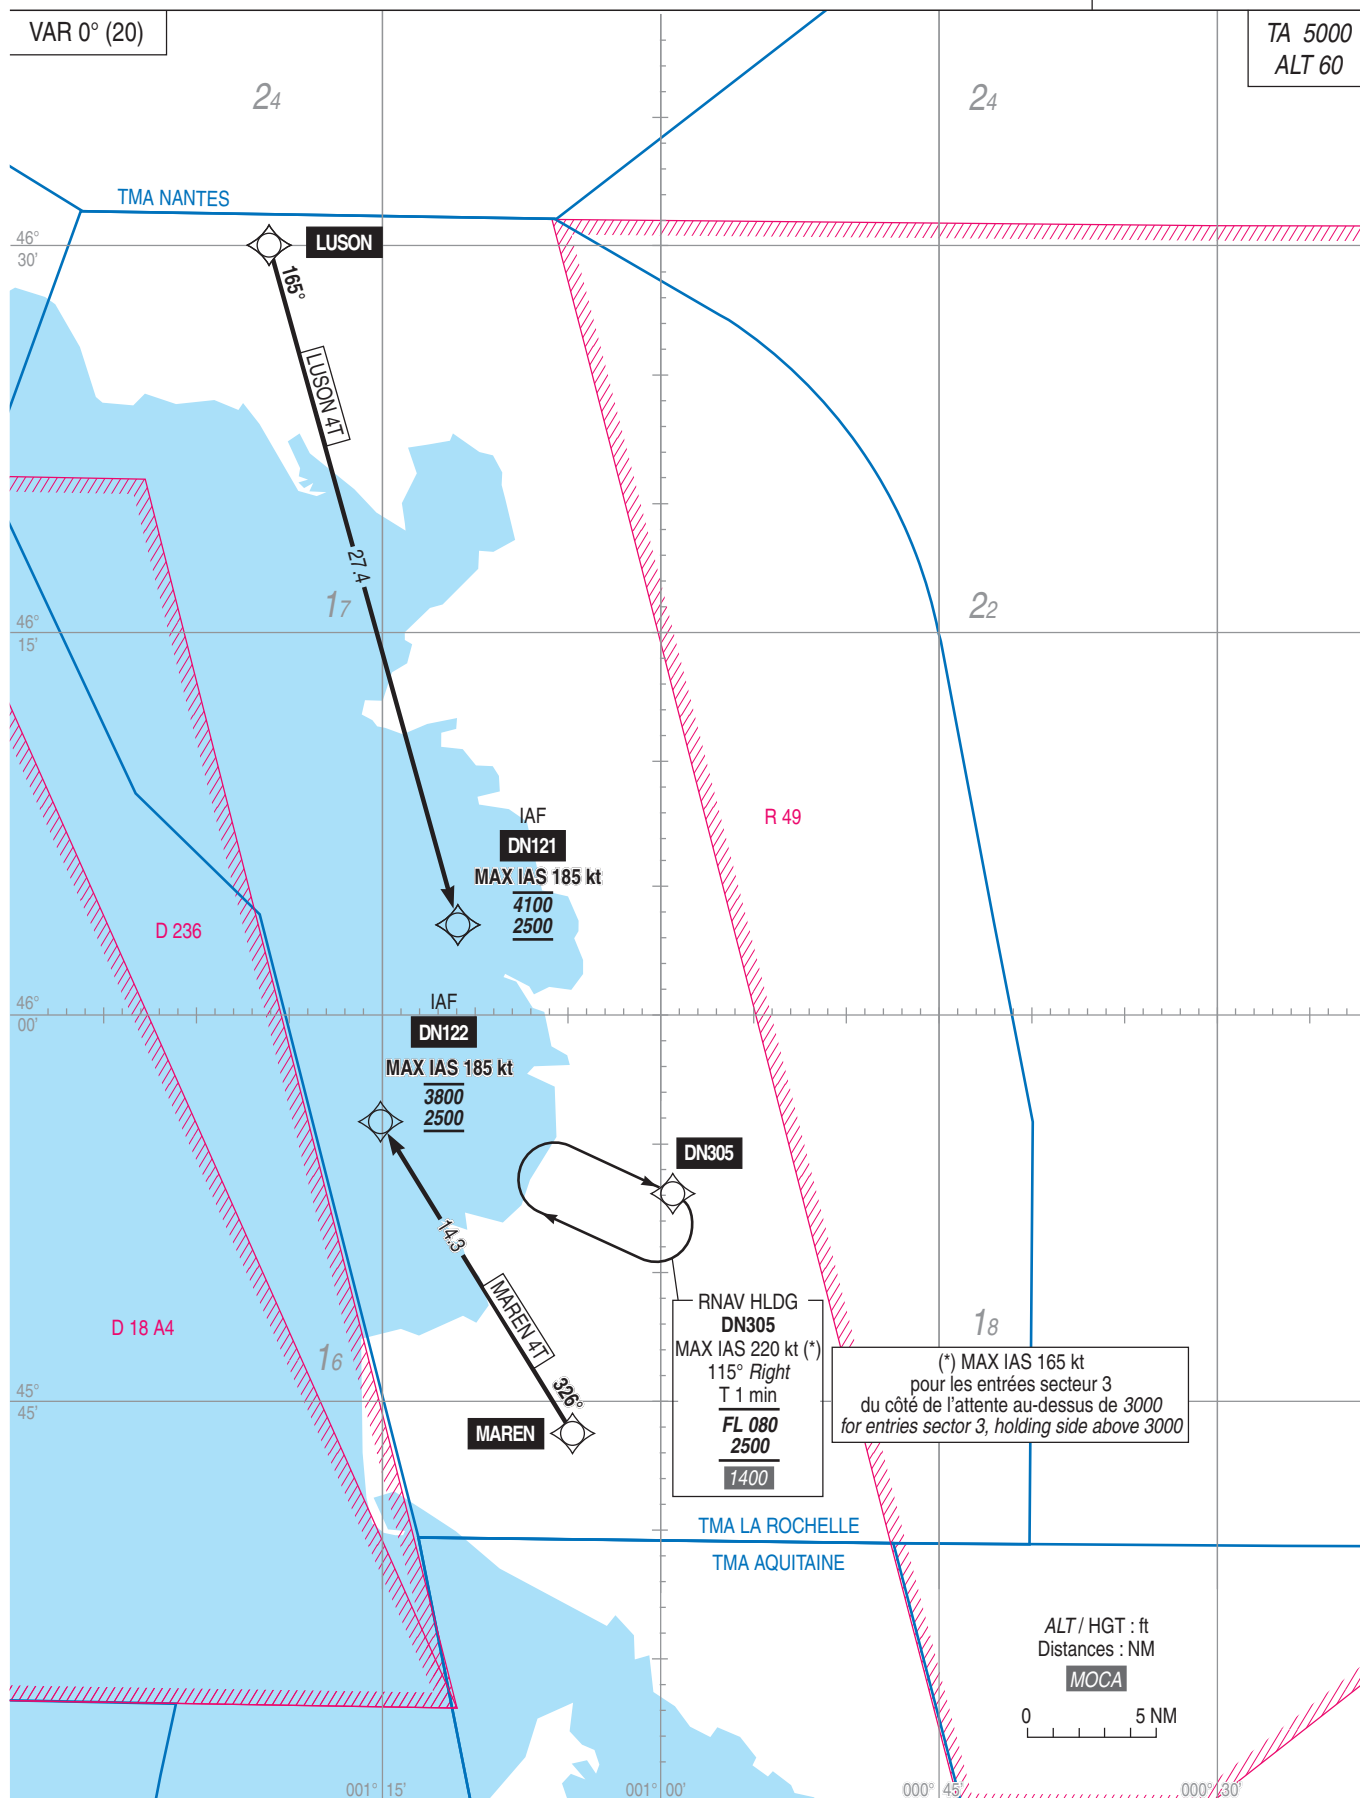 VAR 0° (20)
TA 5000
ALT 60
24
24
TMA NANTES
46°
30'
LUSON
165°
LUSON 4T
27.4
17
22
46°
15'
IAF
DN121
MAX IAS 185 kt
4100
2500
R 49
D 236
46°
00'
IAF
DN122
MAX IAS 185 kt
3800
2500
DN305
14.3
MAREN 4T
326°
MAREN
RNAV HLDG
DN305
MAX IAS 220 kt (*)
115° Right
T 1 min
FL 080
2500
1400
D 18 A4
16
18
(*) MAX IAS 165 kt
pour les entrées secteur 3
du côté de l'attente au-dessus de 3000
for entries sector 3, holding side above 3000
45°
45'
TMA LA ROCHELLE
TMA AQUITAINE
ALT / HGT : ft
Distances : NM
MOCA
0 5 NM
001° 15'
001° 00'
000° 45'
000° 30'